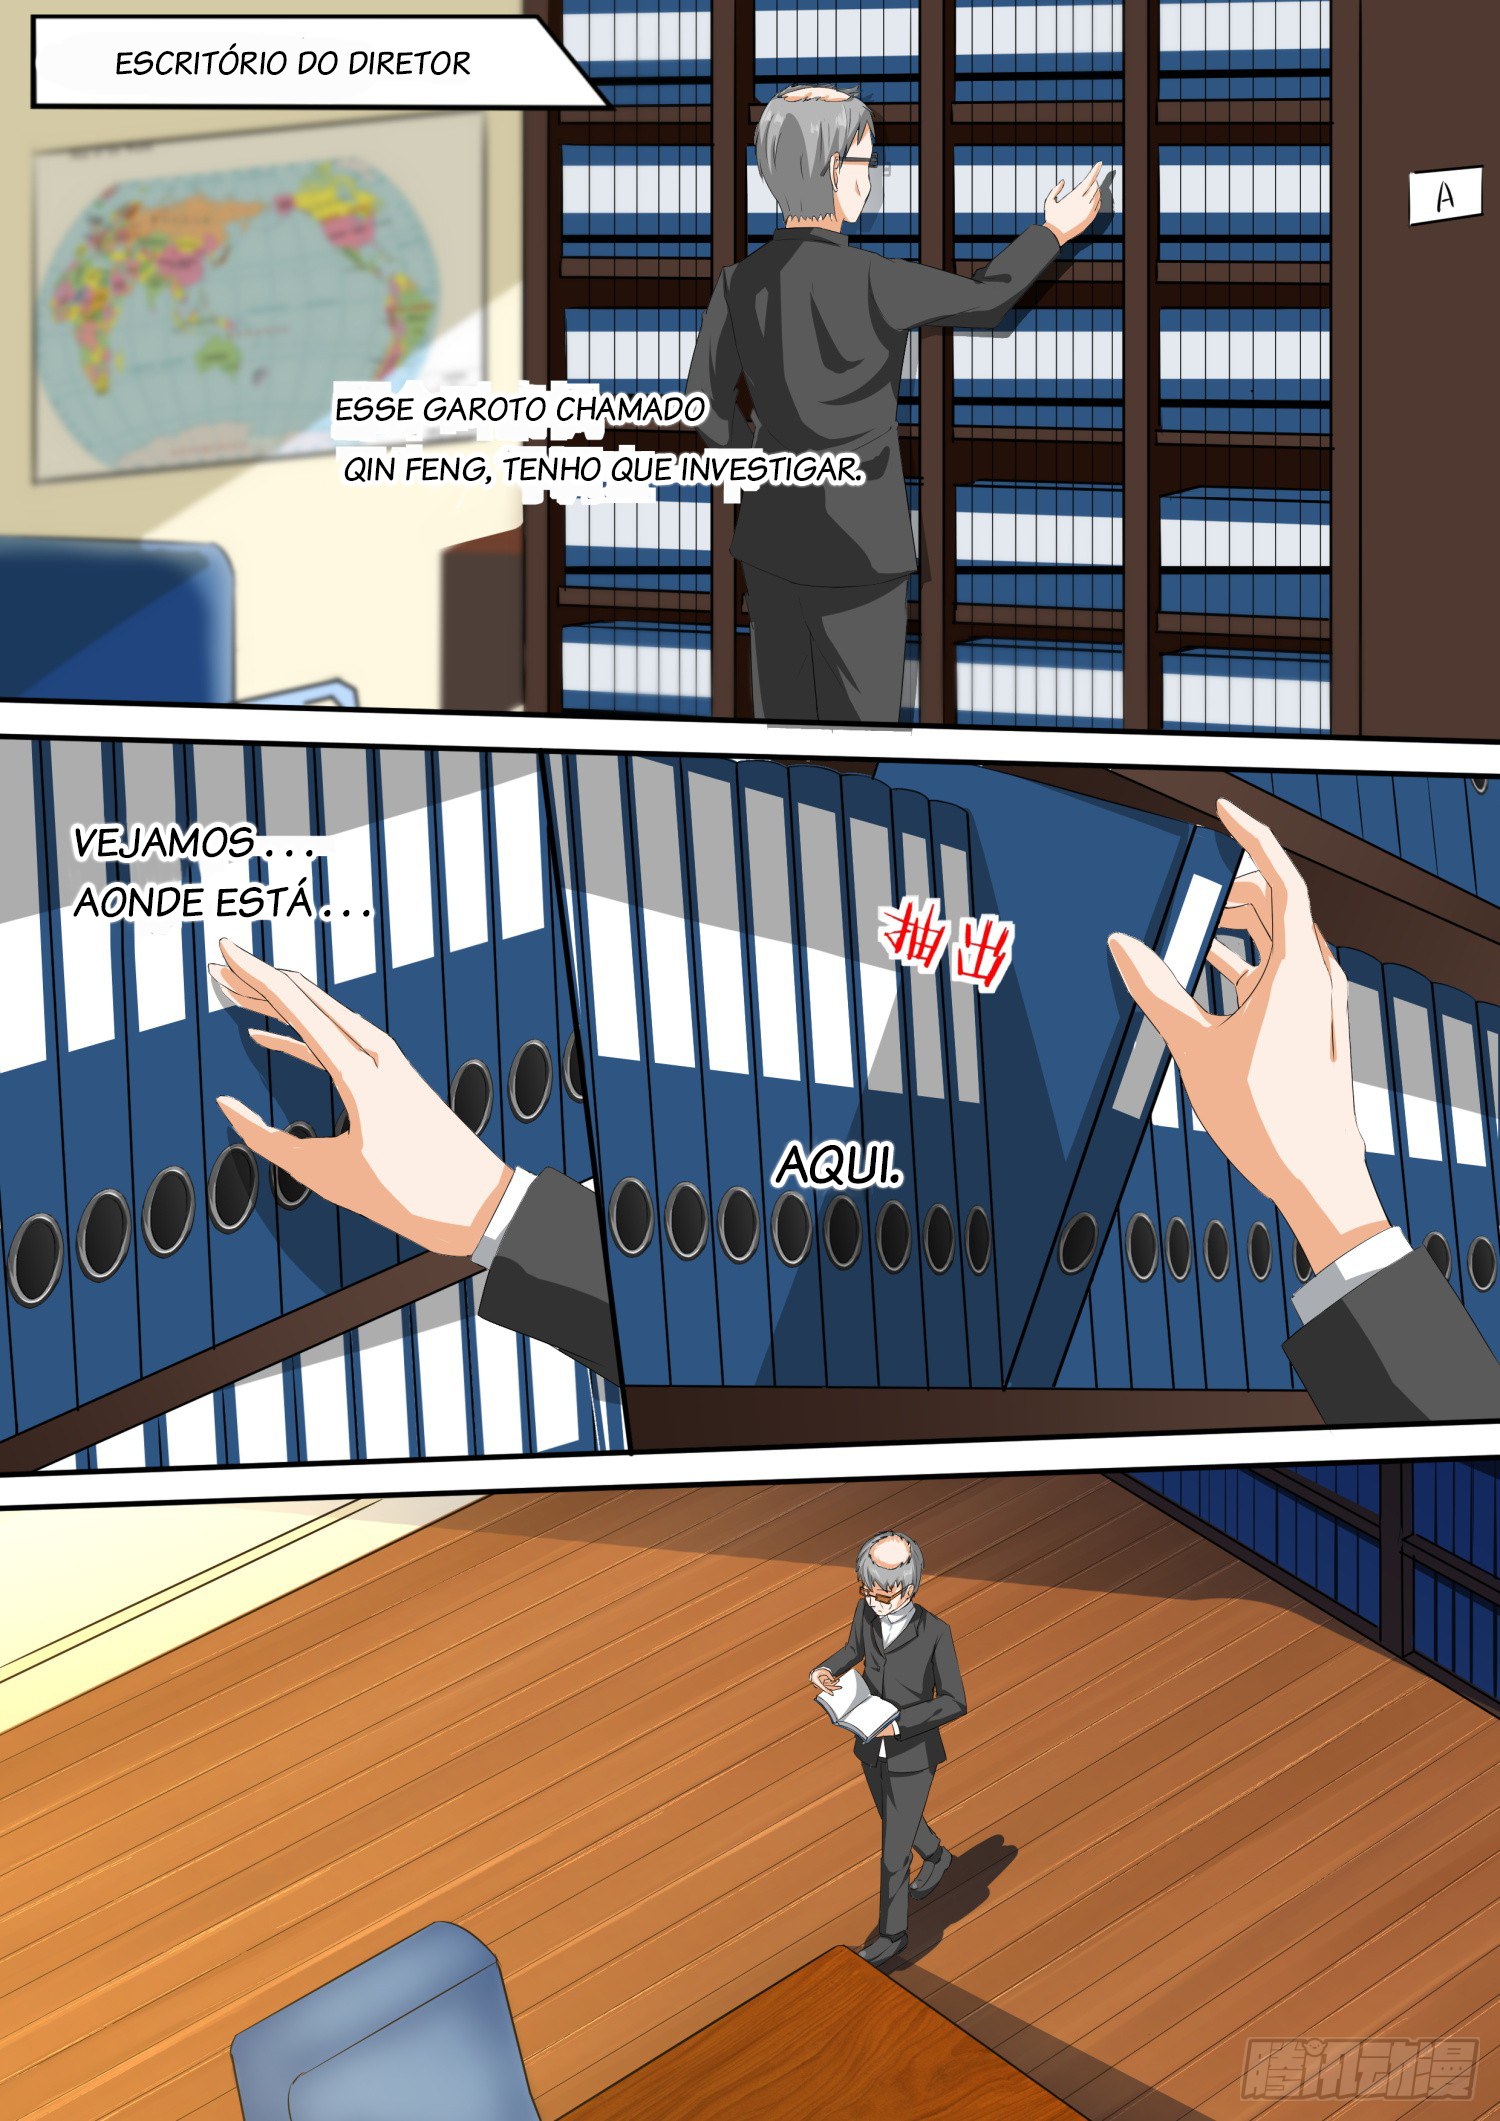 ESCRITÓRIO DO DIRETOR
A
ESSE GAROTO CHAMADO
QIN FENG, TENHO QUE INVESTIGAR.
VEJAMOS . . .
AONDE ESTÁ . . .
抽出
AQUI.
腾讯动漫